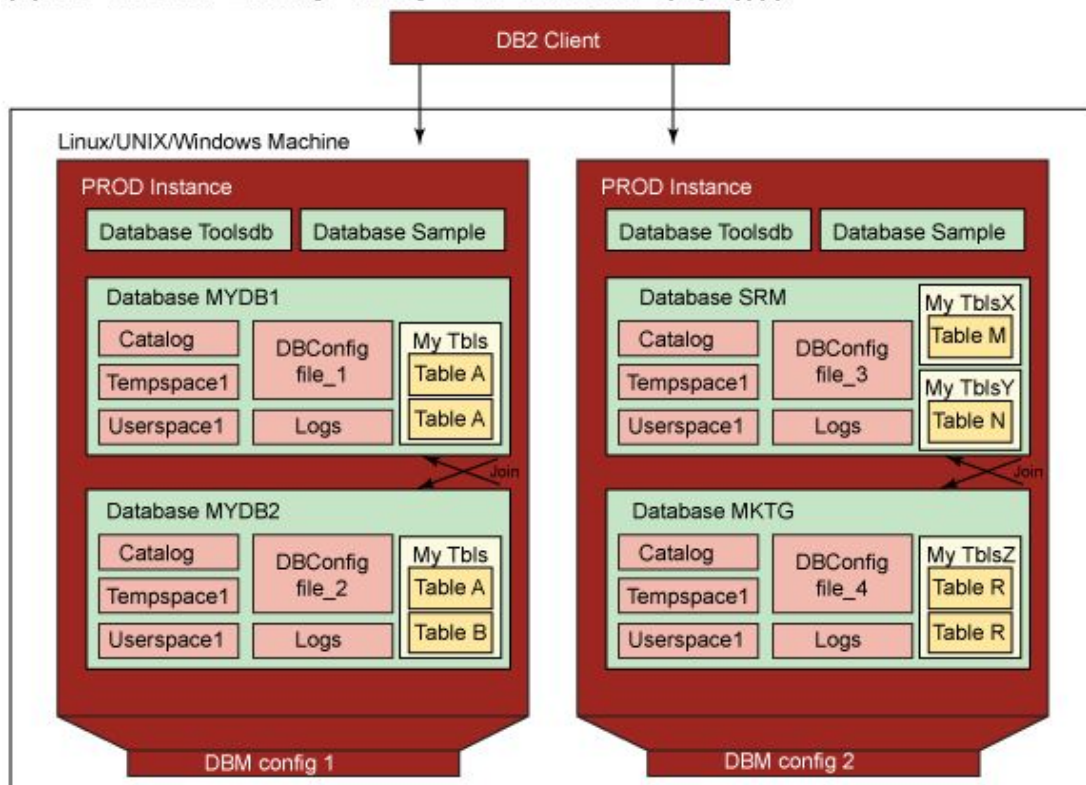 DB2 Client
Linux/UNIX/Windows Machine
PROD Instance
Database Toolsdb
Database Sample
Database MYDB1
Catalog
Tempspace1
Userspace1
DBConfig
file_1
Logs
My Tbls
Table A
Table A
Join
Database MYDB2
Catalog
Tempspace1
Userspace1
DBConfig
file_2
Logs
My Tbls
Table A
Table B
DBM config 1
PROD Instance
Database Toolsdb
Database Sample
Database SRM
Catalog
Tempspace1
Userspace1
DBConfig
file_3
Logs
My TblsX
Table M
My TblsY
Table N
Join
Database MKTG
Catalog
Tempspace1
Userspace1
DBConfig
file_4
Logs
My TblsZ
Table R
Table R
DBM config 2